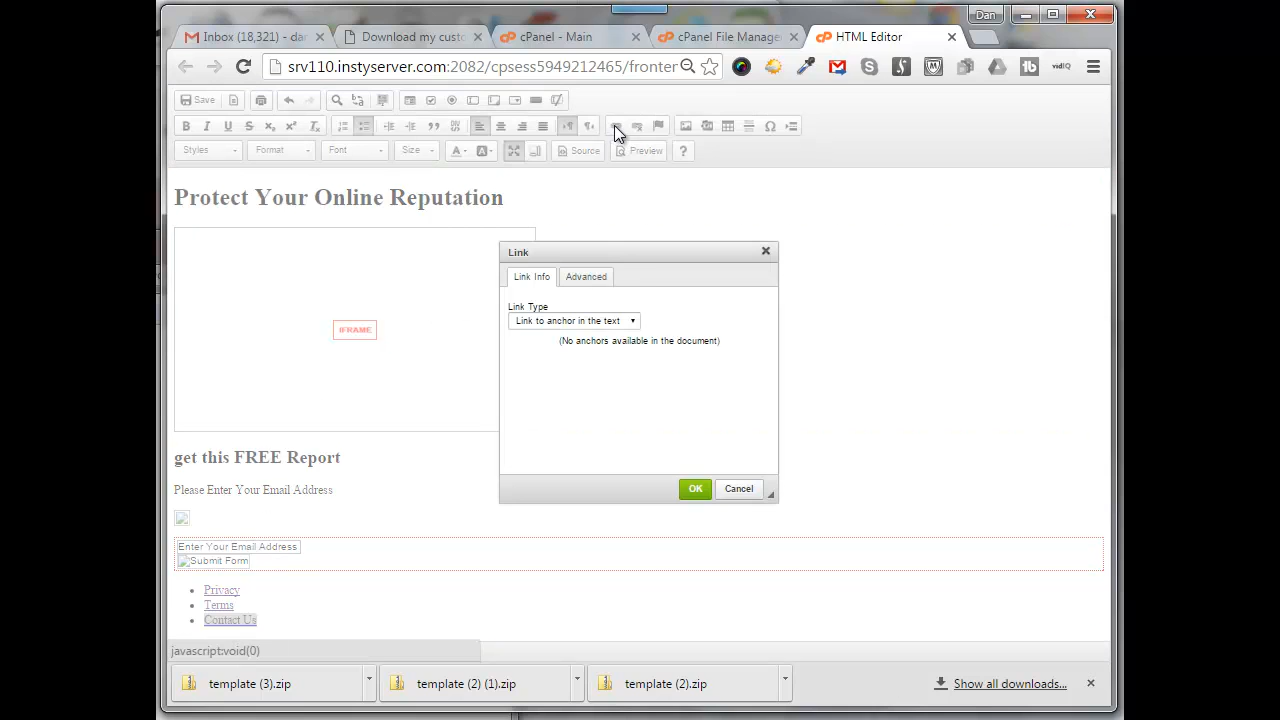 Dan
Inbox (18,321) - dar
Download my custo
cPanel - Main
cPanel File Manager
HTML Editor
srv110.instyserver.com:2082/cpsess5949212465/fronter
vidIQ
Save
Styles
Format
Font
Size
Source
Preview
Protect Your Online Reputation
IFRAME
Link
Link Info
Advanced
Link Type
Link to anchor in the text
(No anchors available in the document)
OK
Cancel
get this FREE Report
Please Enter Your Email Address
Enter Your Email Address
Submit Form
Privacy
Terms
Contact Us
javascript:void(0)
template (3).zip
template (2) (1).zip
template (2).zip
Show all downloads...